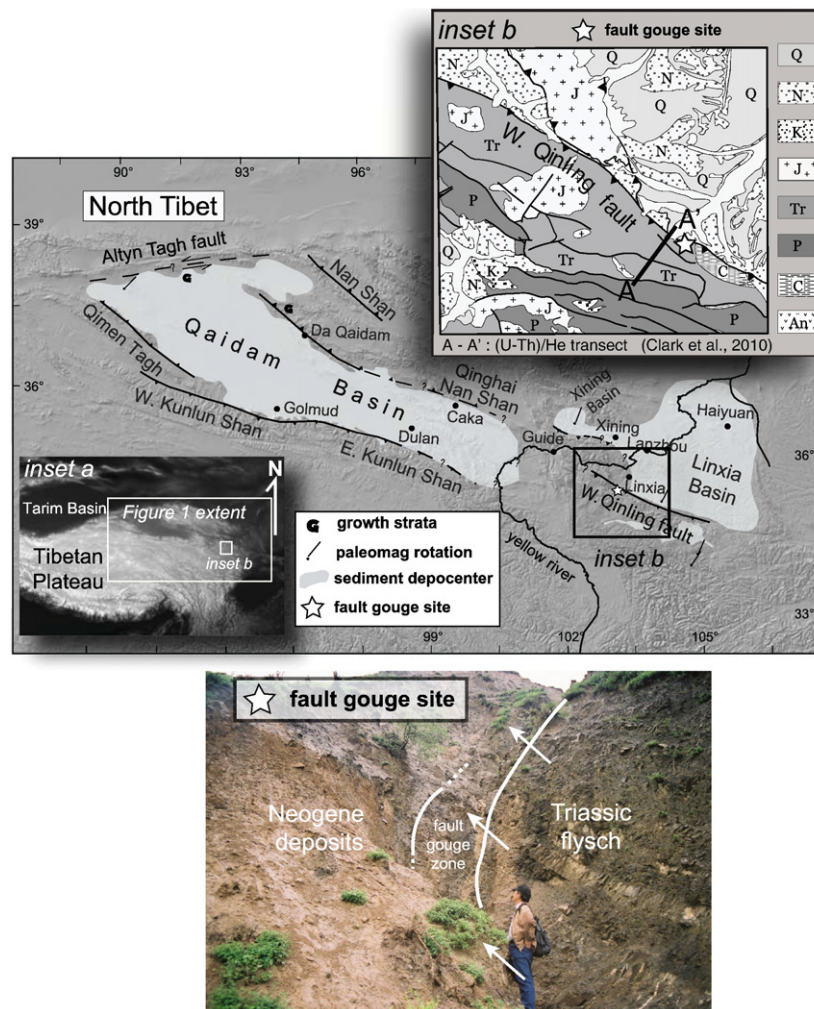 inset b
fault gouge site
Q
N
K
J
Tr
P
C
An
Q
N
J
Q
Q
N
J
Tr
W. Qinling
fault
J
P
Q
Q
A'
Tr
Tr
C
K
N
A
J
P
P
A - A' : (U-Th)/He transect (Clark et al., 2010)
90°
93°
96°
39°
North Tibet
Altyn Tagh fault
?
Nan Shan
Da Qaidam
Qimen Tagh
Qaidam
Basin
36°
Qinghai
Nan Shan
?
Xining
Basin
W. Kunlun Shan
Golmud
Caka
Dulan
?
E. Kunlun Shan
Guide
Xining
?
Lanzhou
Haiyuan
36°
Linxia
Basin
Linxia
W. Qinling fault
?
inset b
yellow river
inset a
N
Tarim Basin
Figure 1 extent
Tibetan
Plateau
inset b
growth strata
paleomag rotation
sediment depocenter
fault gouge site
33°
99°
102°
105°
fault gouge site
Neogene
deposits
fault
gouge
zone
Triassic
flysch